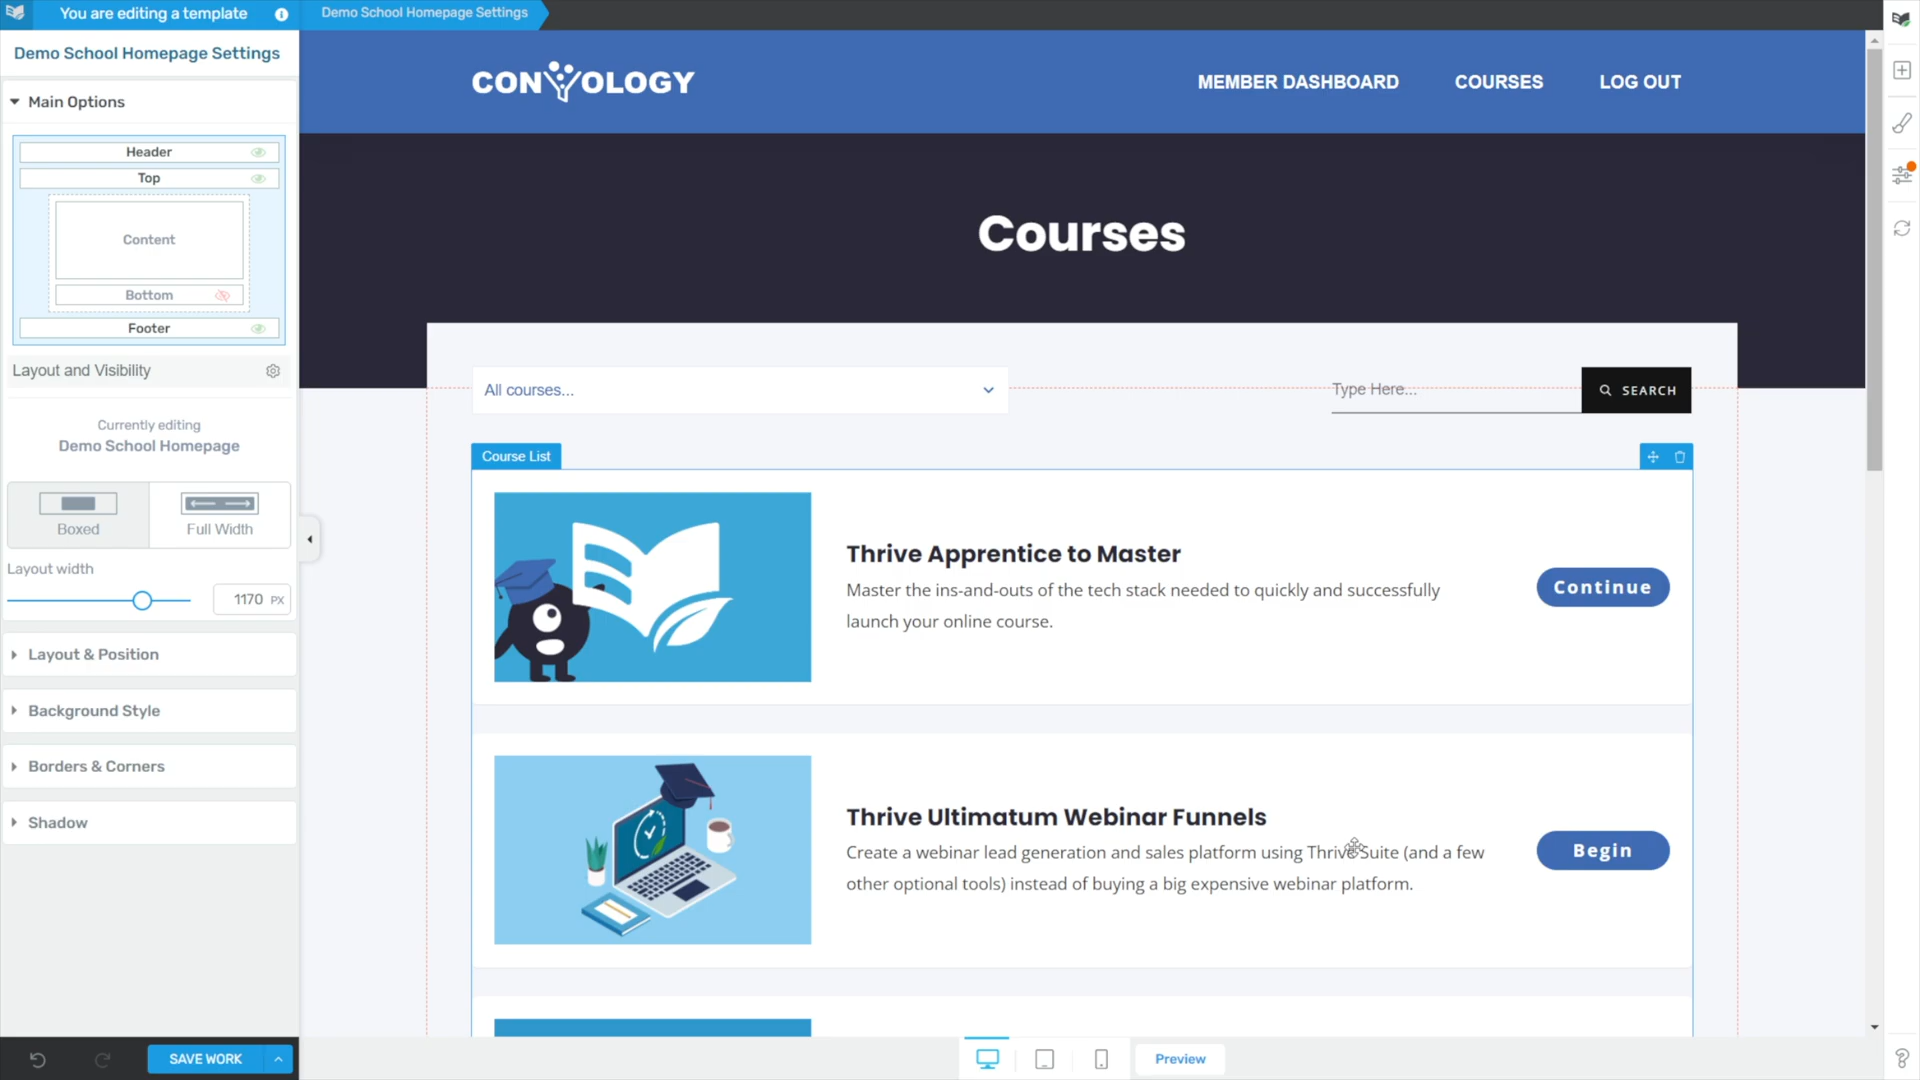 You are editing a template
Demo School Homepage Settings
Demo School Homepage Settings
Main Options
Header
Top
Content
Bottom
Footer
Layout and Visibility
Currently editing
Demo School Homepage
Boxed
Full Width
Layout width
1170 PX
Layout & Position
Background Style
Borders & Corners
Shadow
SAVE WORK
CONVOLOGY
MEMBER DASHBOARD
COURSES
LOG OUT
Courses
All courses...
Type Here...
SEARCH
Course List
Thrive Apprentice to Master
Master the ins-and-outs of the tech stack needed to quickly and successfully
launch your online course.
Continue
Thrive Ultimatum Webinar Funnels
Create a webinar lead generation and sales platform using Thrive Suite (and a few
other optional tools) instead of buying a big expensive webinar platform.
Begin
Preview